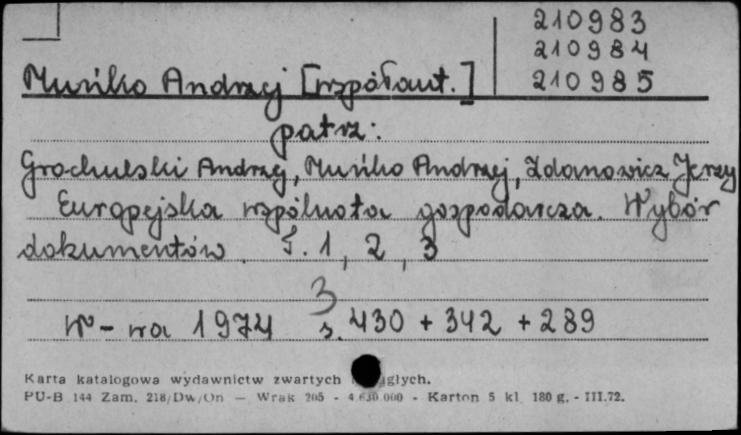 210983
210984
Muńko Andrzej [współaut.] 210985
patrz:
Grochulski Andrzej, Muńko Andrzej, Zdanowicz Jerzy
Europejska wspólnota gospodarcza. Wybór
dokumentów. T. 1, 2, 3
3
W-wa 1974 s. 430 + 342 + 289
Karta katalogowa wydawnictw zwartych
PU-B 144 Zam. 218/Dw/On — Wrak 205 - 4 630 000 - Karton 5 kl 180 g. - III.72.